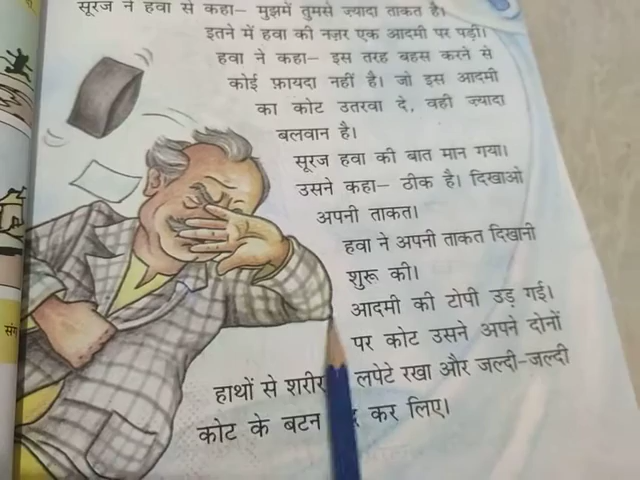 सूरज ने हवा से कहा– मुझमें तुमसे ज़्यादा ताकत है।
इतने में हवा की नज़र एक आदमी पर पड़ी।
हवा ने कहा– इस तरह बहस करने से
कोई फ़ायदा नहीं है। जो इस आदमी
का कोट उतरवा दे, वही ज़्यादा
बलवान है।
सूरज हवा की बात मान गया।
उसने कहा– ठीक है। दिखाओ
अपनी ताकत।
हवा ने अपनी ताकत दिखानी
शुरू की।
आदमी की टोपी उड़ गई।
पर कोट उसने अपने दोनों
हाथों से शरीर लपेटे रखा और जल्दी-जल्दी
कोट के बटन कर लिए।